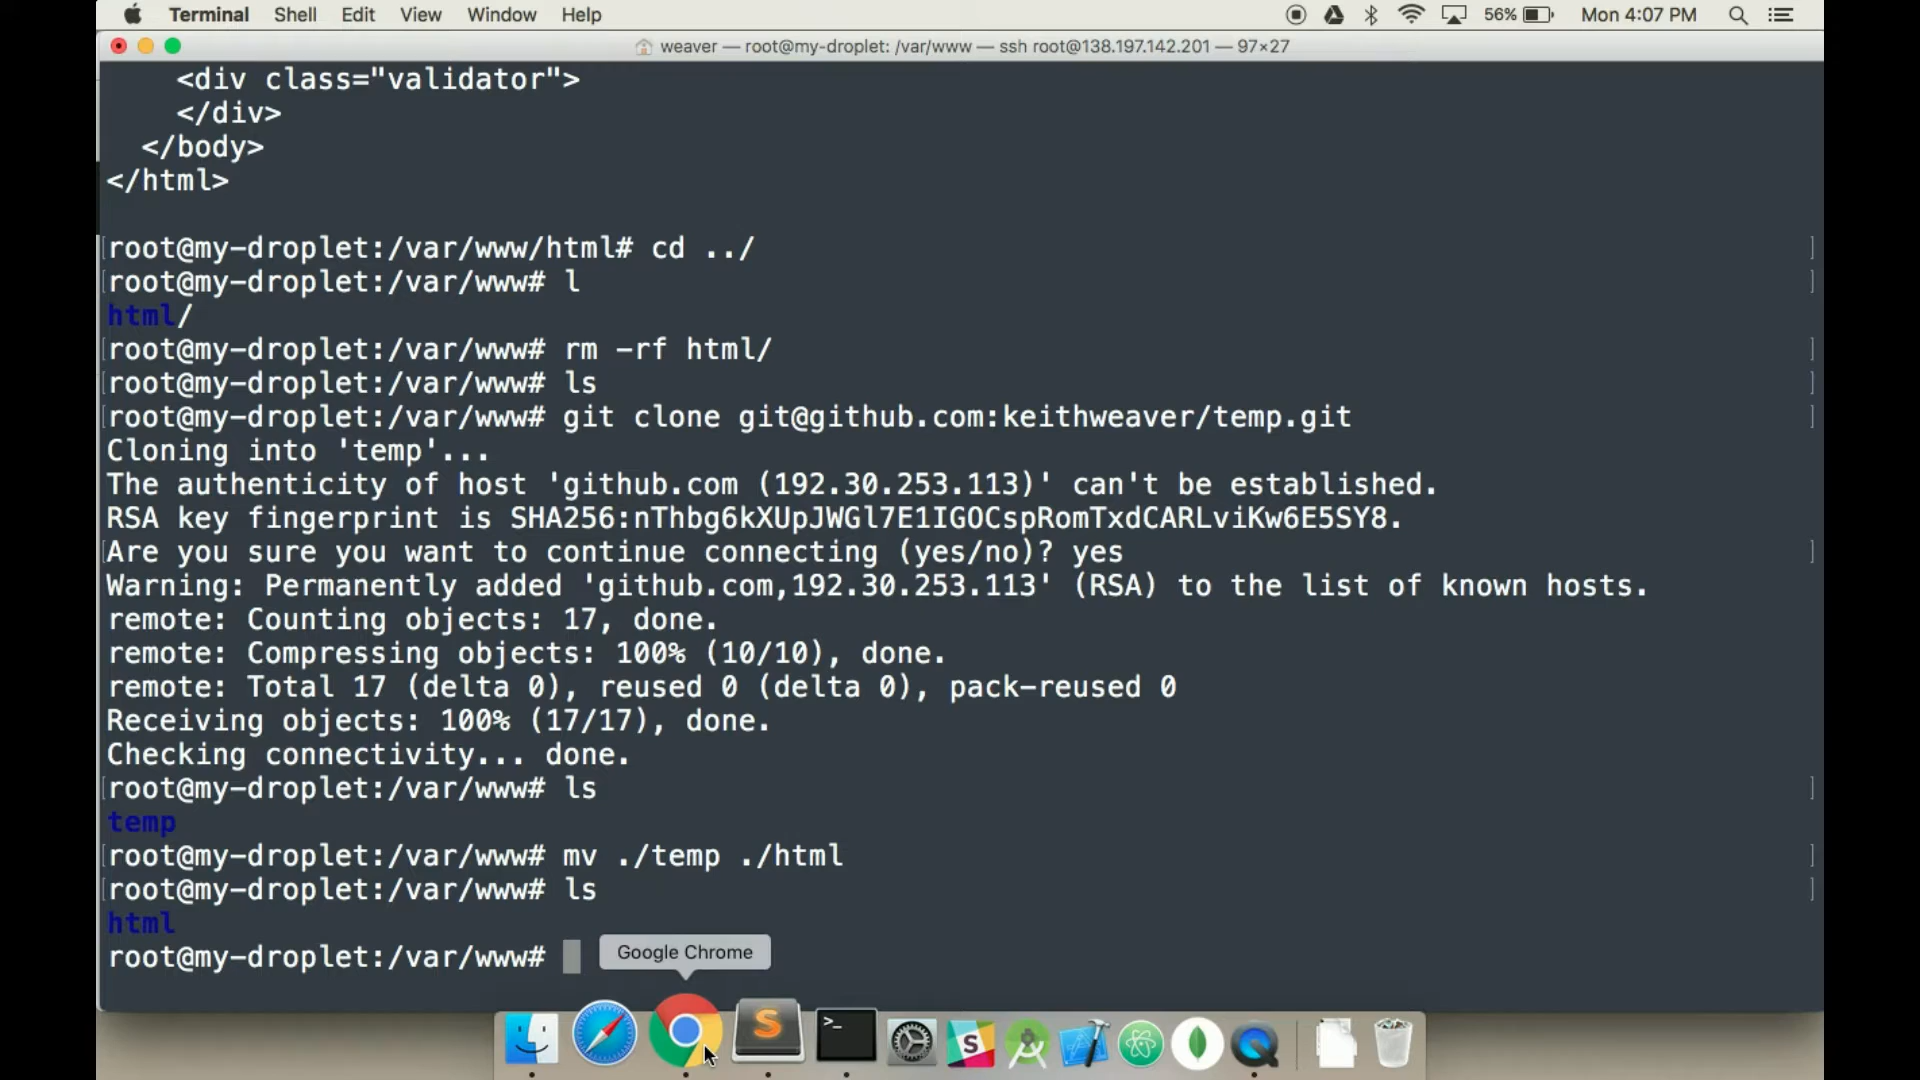 Terminal Shell Edit View Window Help 56% Mon 4:07 PM
weaver — root@my-droplet: /var/www — ssh root@138.197.142.201 — 97×27
<div class="validator">
</div>
</body>
</html>
root@my-droplet:/var/www/html# cd ../
root@my-droplet:/var/www# l
html/
root@my-droplet:/var/www# rm -rf html/
root@my-droplet:/var/www# ls
root@my-droplet:/var/www# git clone git@github.com:keithweaver/temp.git
Cloning into 'temp'...
The authenticity of host 'github.com (192.30.253.113)' can't be established.
RSA key fingerprint is SHA256:nThbg6kXUpJWGl7E1IGOCspRomTxdCARLviKw6E5SY8.
Are you sure you want to continue connecting (yes/no)? yes
Warning: Permanently added 'github.com,192.30.253.113' (RSA) to the list of known hosts.
remote: Counting objects: 17, done.
remote: Compressing objects: 100% (10/10), done.
remote: Total 17 (delta 0), reused 0 (delta 0), pack-reused 0
Receiving objects: 100% (17/17), done.
Checking connectivity... done.
root@my-droplet:/var/www# ls
temp
root@my-droplet:/var/www# mv ./temp ./html
root@my-droplet:/var/www# ls
html
root@my-droplet:/var/www#
Google Chrome